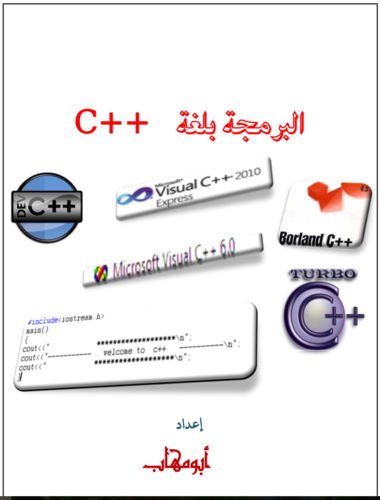 البرمجة بلغة C++
DEV C++
Microsoft®
Visual C++ 2010
Express
Borland C++
Microsoft Visual C++ 6.0
TURBO
C++
#include<iostream.h>
main()
{
cout<<" ###################\n";
cout<<"---------- welcome to c++ ----------\n";
cout<<" ###################\n";
}
إعداد
أبومهاب